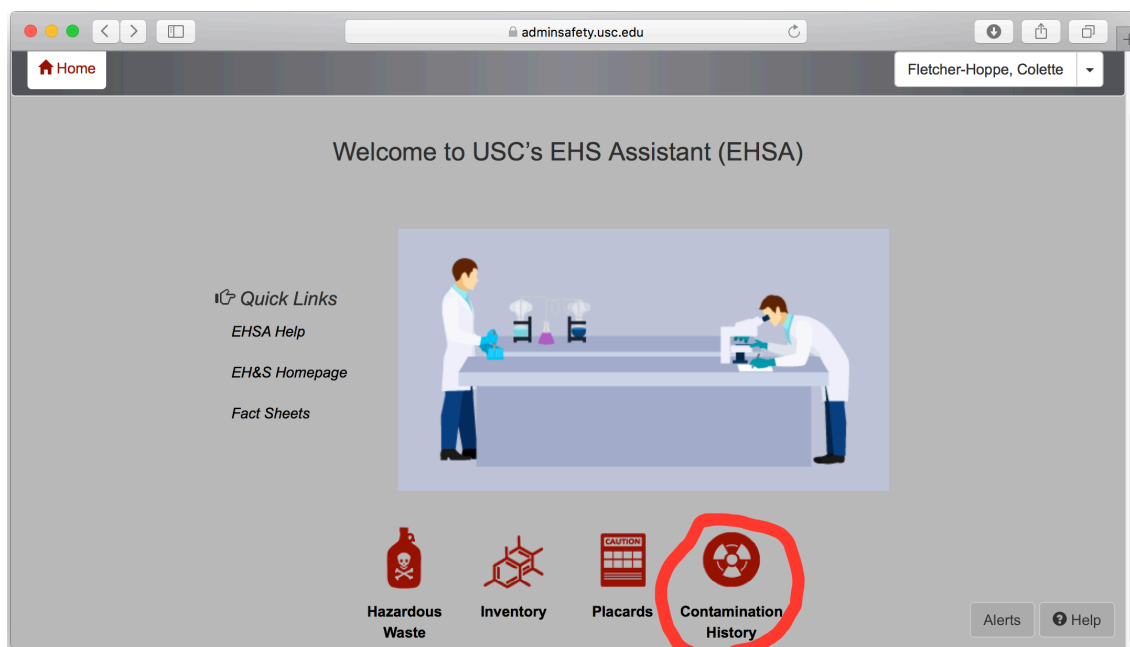 adminsafety.usc.edu
Home
Fletcher-Hoppe, Colette
Welcome to USC's EHS Assistant (EHSA)
Quick Links
EHSA Help
EH&S Homepage
Fact Sheets
CAUTION
Hazardous
Waste
Inventory
Placards
Contamination
History
Alerts
Help